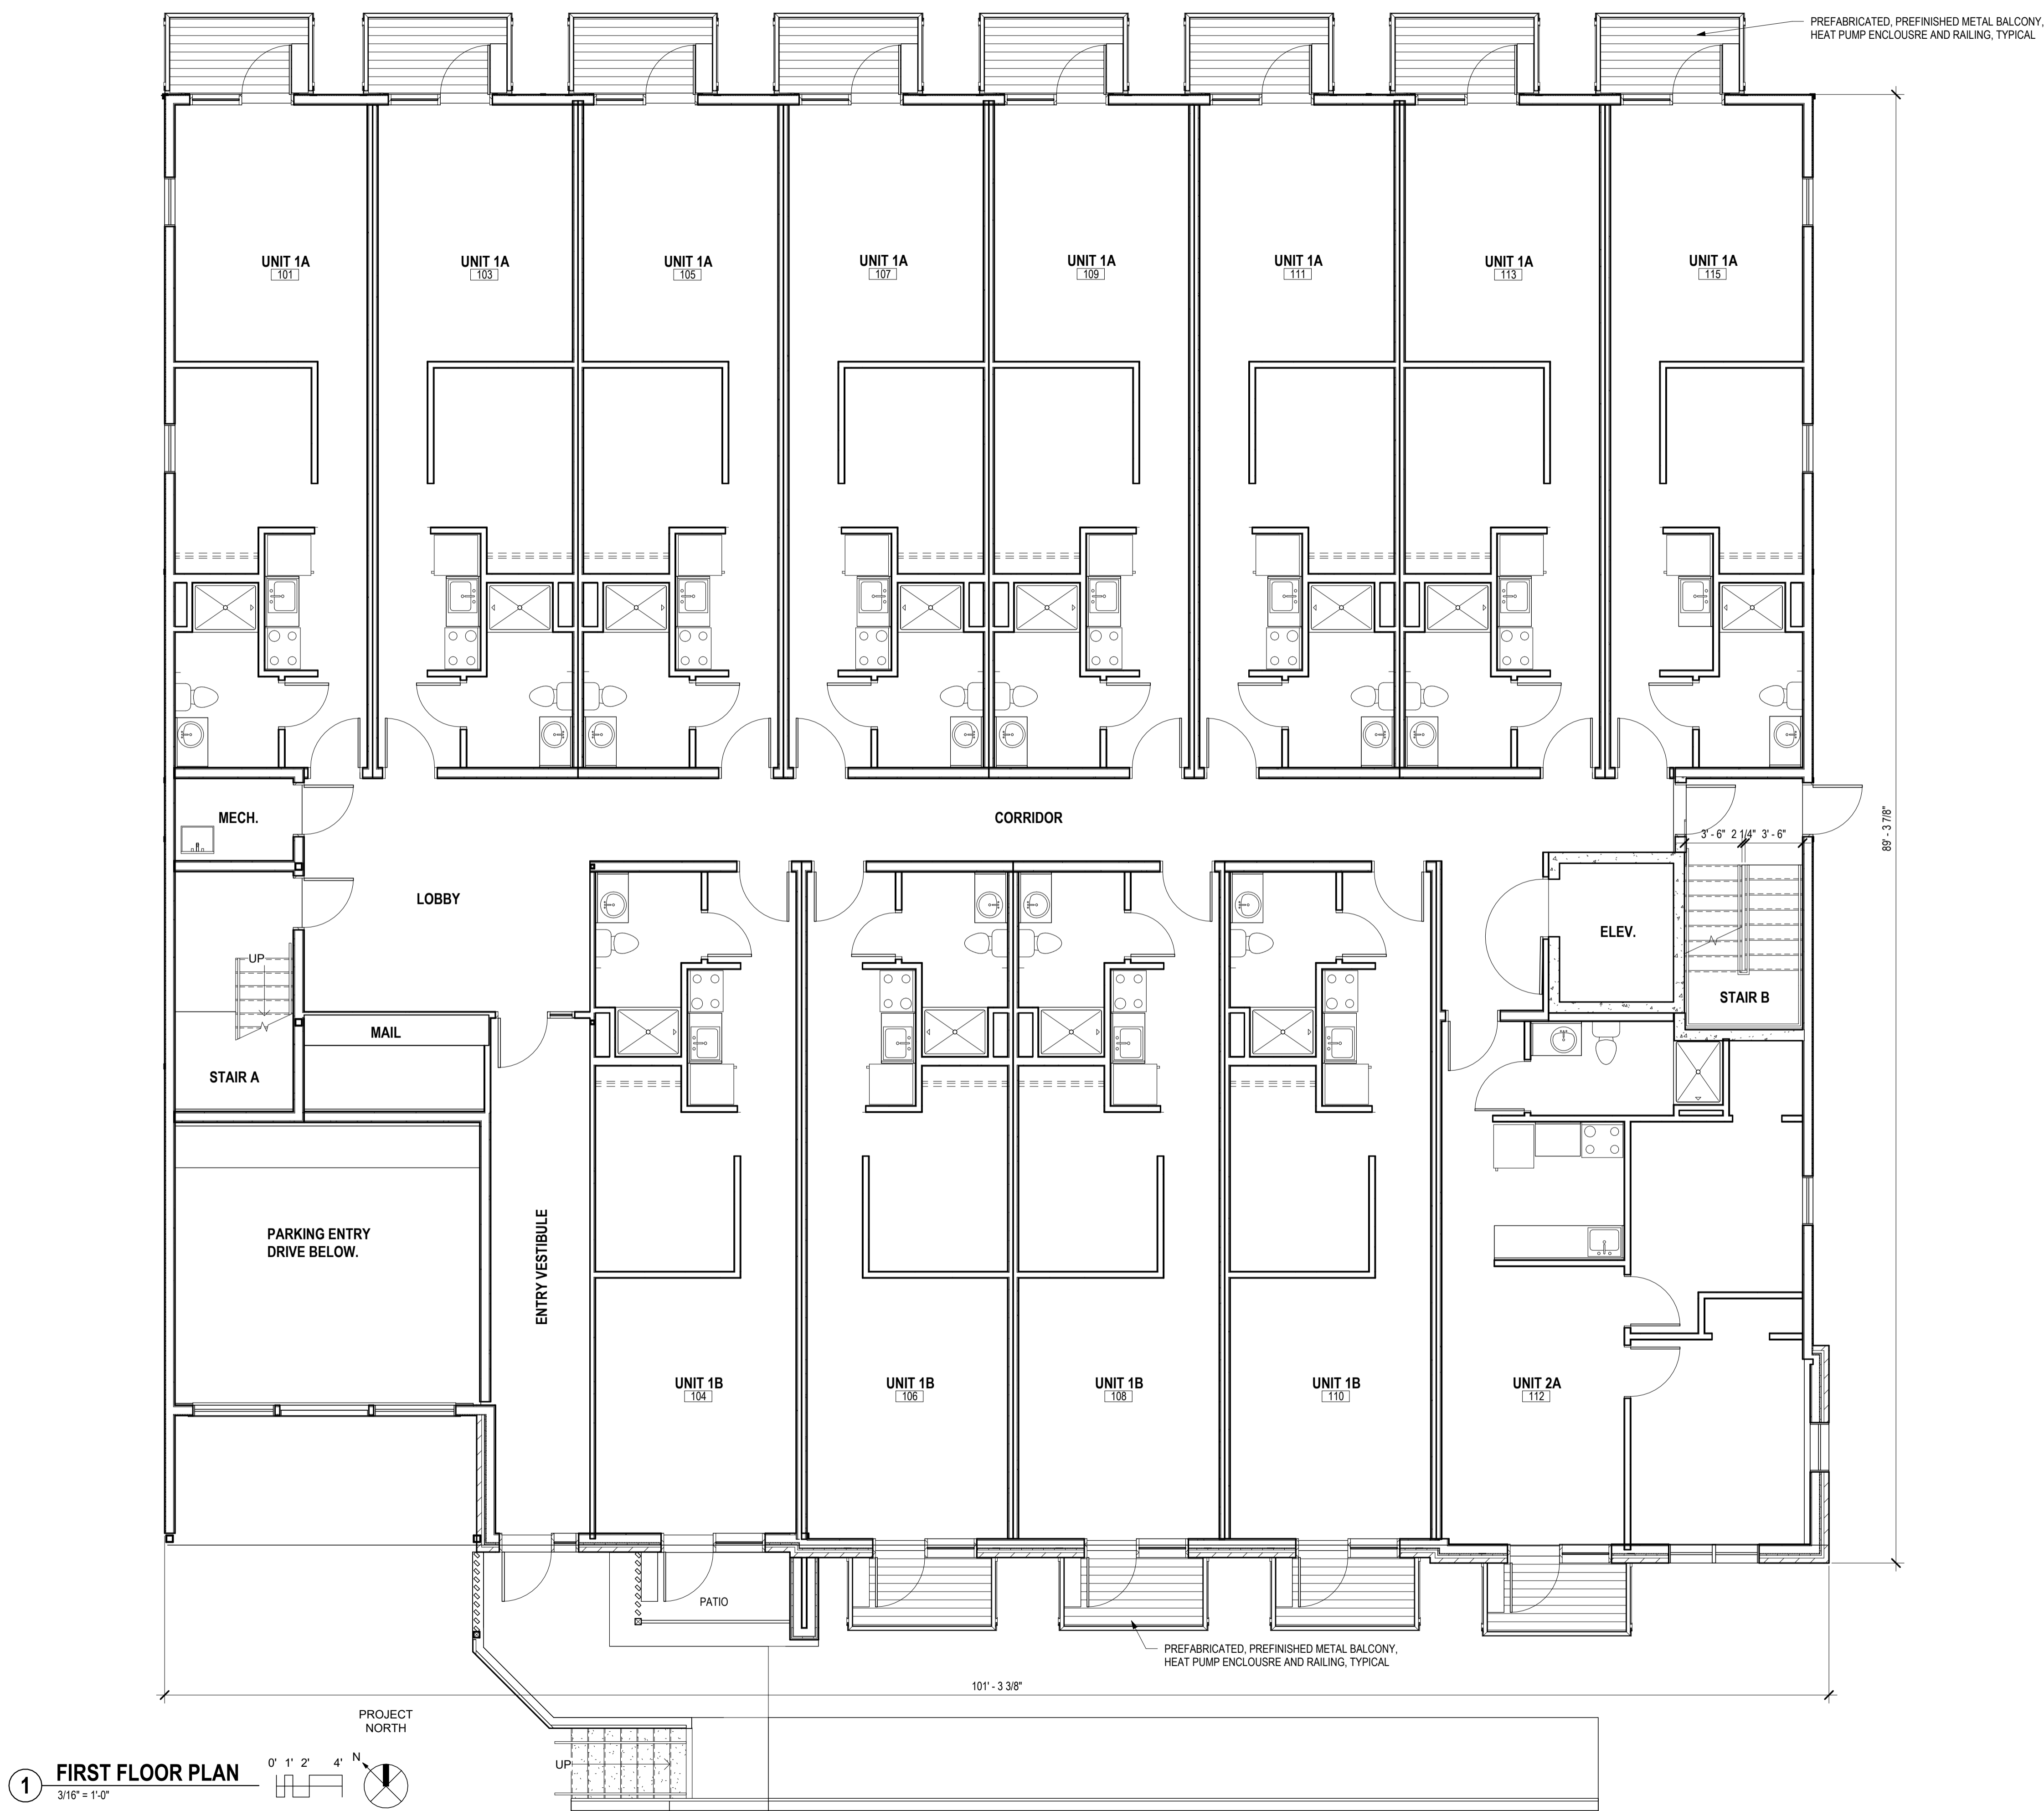 PREFABRICATED, PREFINISHED METAL BALCONY,
HEAT PUMP ENCLOUSRE AND RAILING, TYPICAL
UNIT 1A
101
UNIT 1A
103
UNIT 1A
105
UNIT 1A
107
UNIT 1A
109
UNIT 1A
111
UNIT 1A
113
UNIT 1A
115
MECH.
CORRIDOR
3' - 6" 2 1/4" 3' - 6"
89' - 3 7/8"
LOBBY
ELEV.
UP
STAIR B
MAIL
STAIR A
PARKING ENTRY
DRIVE BELOW.
ENTRY VESTIBULE
UNIT 1B
104
UNIT 1B
106
UNIT 1B
108
UNIT 1B
110
UNIT 2A
112
PATIO
PREFABRICATED, PREFINISHED METAL BALCONY,
HEAT PUMP ENCLOUSRE AND RAILING, TYPICAL
101' - 3 3/8"
PROJECT
NORTH
UP
1
FIRST FLOOR PLAN
3/16" = 1'-0"
0' 1' 2' 4'
N